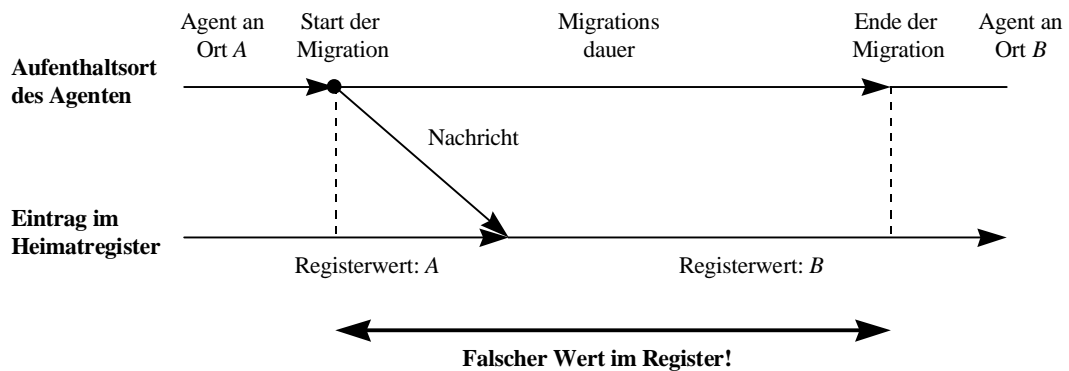 Agent an
Ort A
Start der
Migration
Migrations
dauer
Ende der
Migration
Agent an
Ort B
Aufenthaltsort
des Agenten
Nachricht
Eintrag im
Heimatregister
Registerwert: A
Registerwert: B
Falscher Wert im Register!